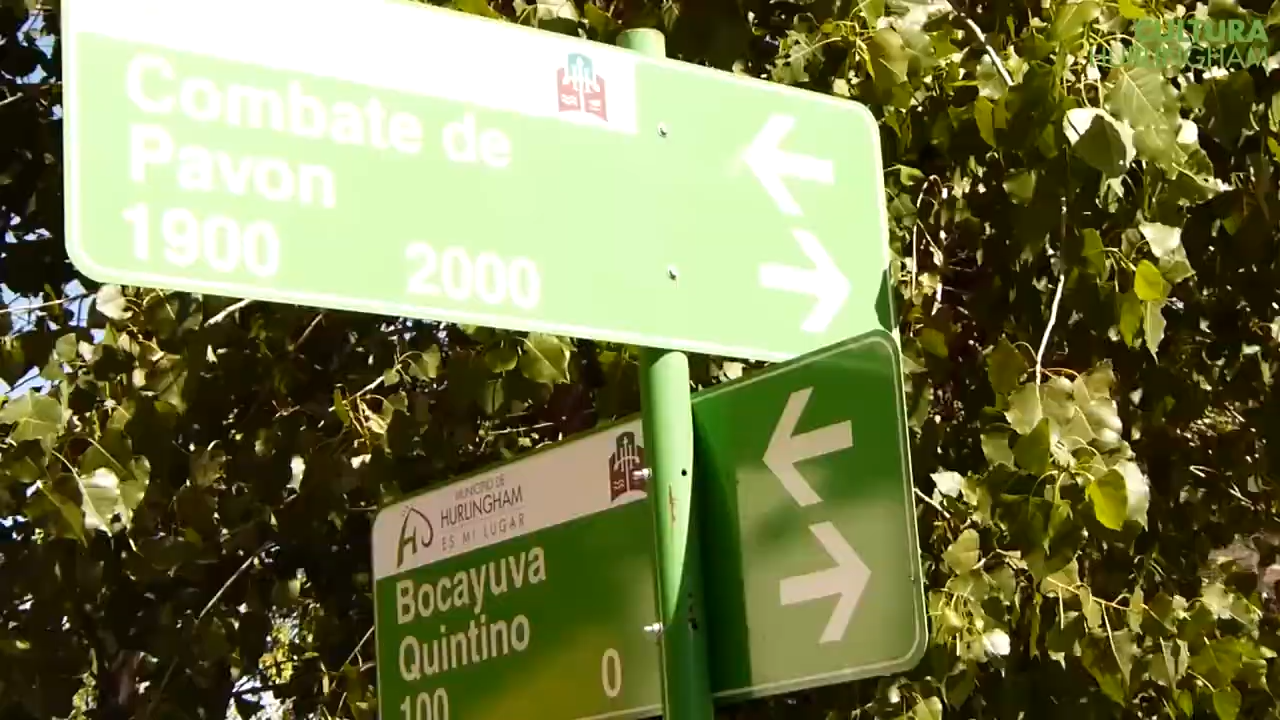 CULTURA
HURLINGHAM
Combate de
Pavon
1900 2000
MUNICIPIO DE
HURLINGHAM
ES MI LUGAR
Bocayuva
Quintino
100 0